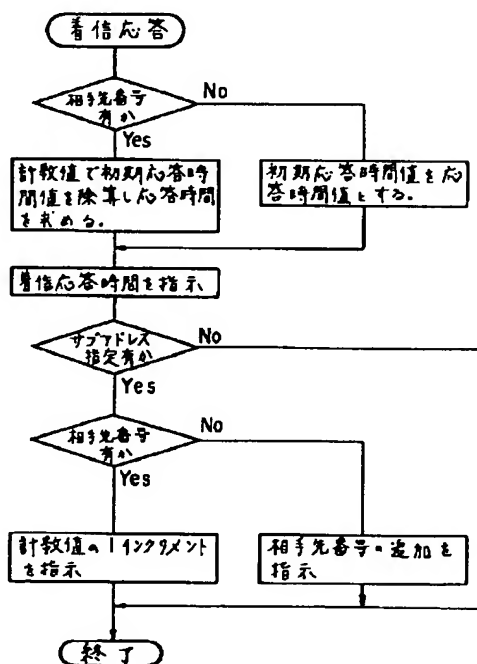 着信応答
相手先番号
有か
No
Yes
計数値で初期応答時
間値を除算し応答時間
を求める。
初期応答時間値を応
答時間値とする。
着信応答時間を指示
サブアドレス
指定有か
No
Yes
相手先番号
有か
No
Yes
計数値の1インクリメント
を指示
相手先番号の追加を
指示
終了